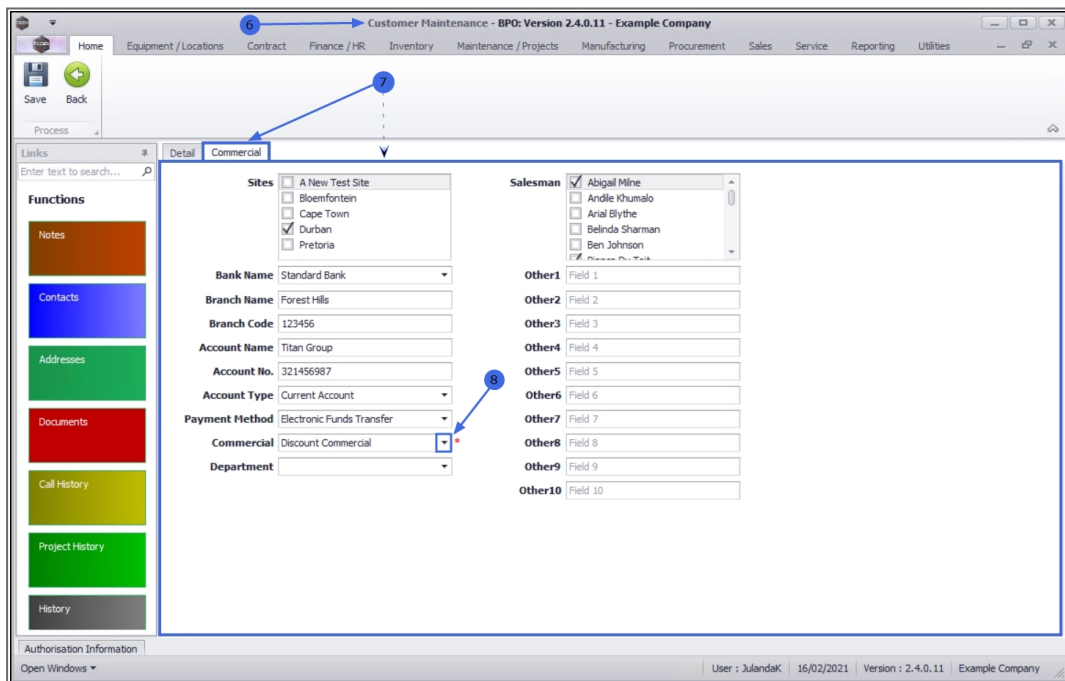 6
Customer Maintenance - BPO: Version 2.4.0.11 - Example Company
Home Equipment / Locations Contract Finance / HR Inventory Maintenance / Projects Manufacturing Procurement Sales Service Reporting Utilities
Save Back
7
Process
Links
Detail Commercial
Enter text to search...
Functions
Notes
Contacts
Addresses
Documents
Call History
Project History
History
Sites
A New Test Site
Bloemfontein
Cape Town
Durban
Pretoria
Bank Name Standard Bank
Branch Name Forest Hills
Branch Code 123456
Account Name Titan Group
Account No. 321456987
Account Type Current Account
Payment Method Electronic Funds Transfer
Commercial Discount Commercial *
Department
8
Salesman
Abigail Milne
Andile Khumalo
Arial Blythe
Belinda Sharman
Ben Johnson
Other1 Field 1
Other2 Field 2
Other3 Field 3
Other4 Field 4
Other5 Field 5
Other6 Field 6
Other7 Field 7
Other8 Field 8
Other9 Field 9
Other10 Field 10
Authorisation Information
Open Windows
User : JulandaK 16/02/2021 Version : 2.4.0.11 Example Company